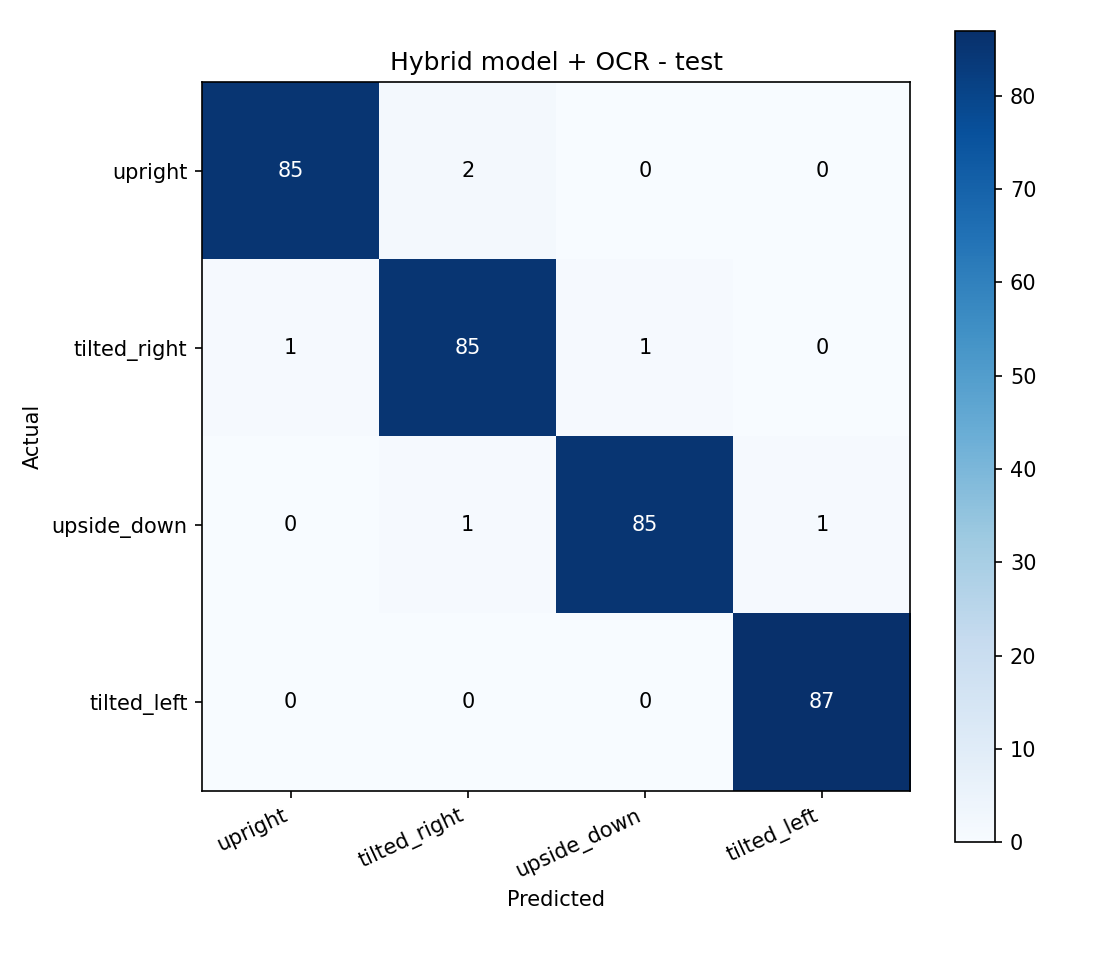 Hybrid model + OCR - test
upright 85 2 0 0
tilted_right 1 85 1 0
upside_down 0 1 85 1
tilted_left 0 0 0 87
upright tilted_right upside_down tilted_left
Predicted
Actual
80
70
60
50
40
30
20
10
0